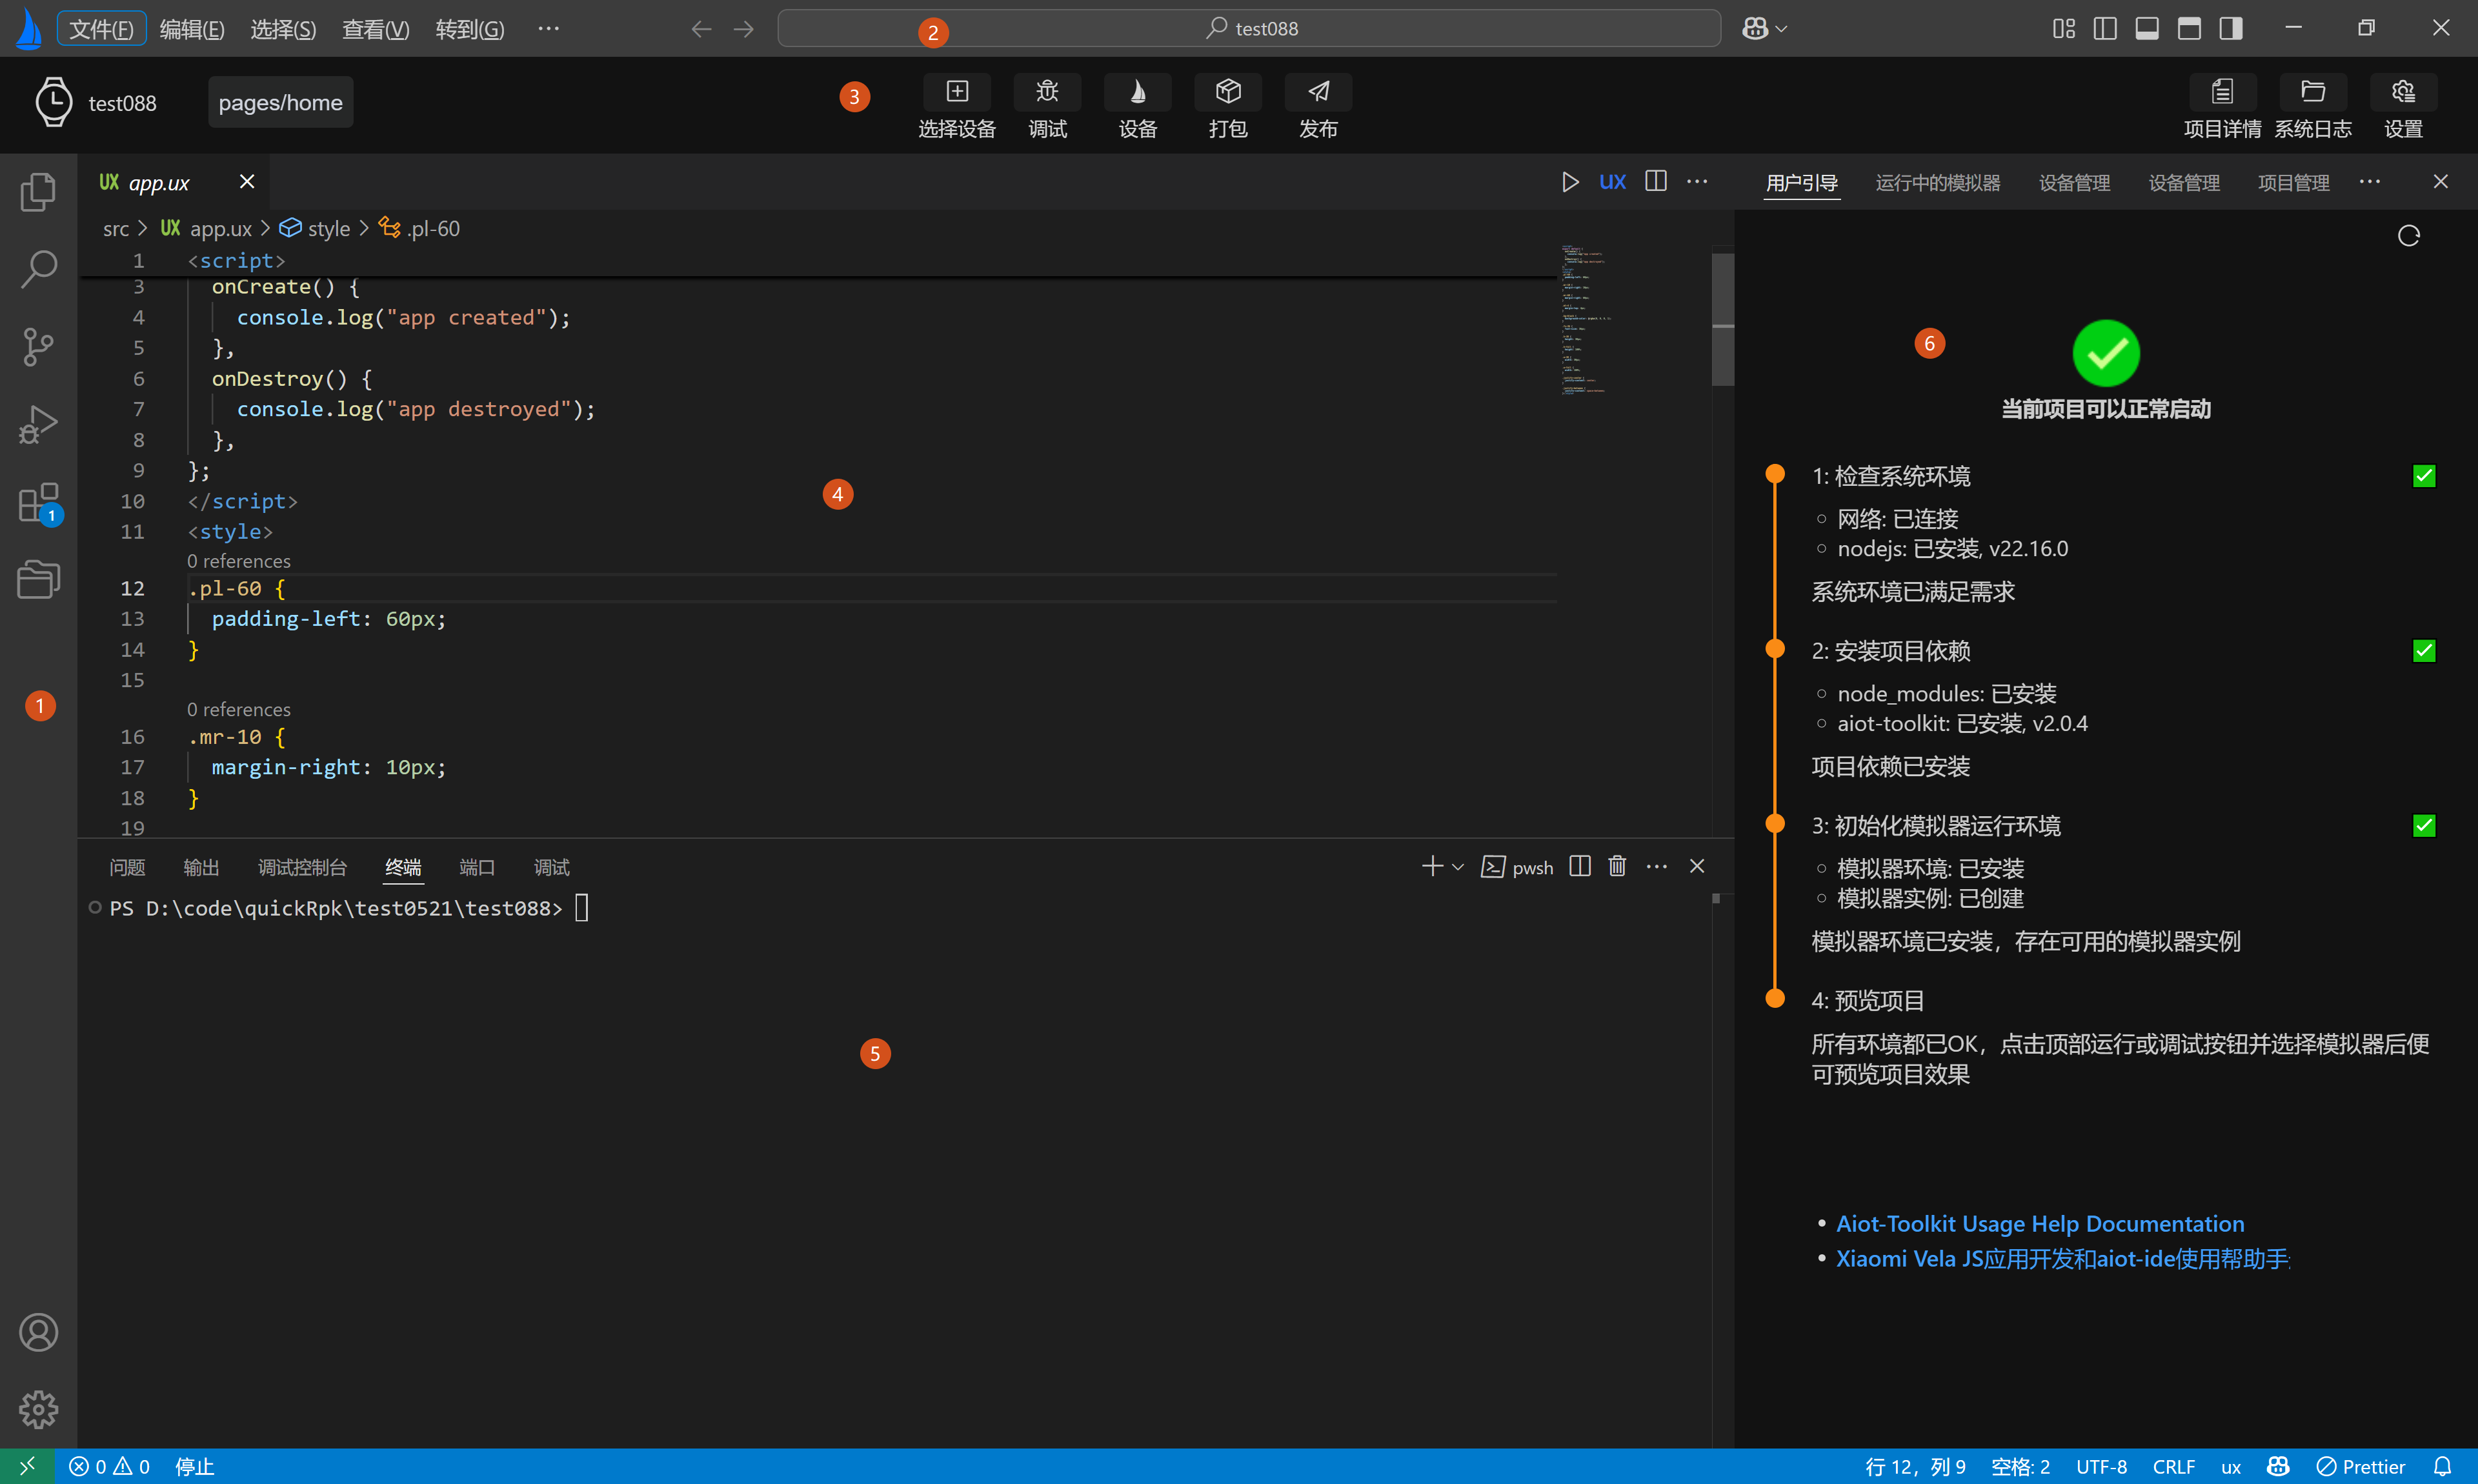 文件(F) 编辑(E) 选择(S) 查看(V) 转到(G) ··· 2 test088
test088 pages/home 3 选择设备 调试 设备 打包 发布 项目详情 系统日志 设置
UX app.ux UX
src > UX app.ux > style > .pl-60
1 <script>
3 onCreate() {
4 console.log("app created");
5 },
6 onDestroy() {
7 console.log("app destroyed");
8 },
9 };
4
10 </script>
11 <style>
0 references
12 .pl-60 {
13 padding-left: 60px;
14 }
15
0 references
16 .mr-10 {
17 margin-right: 10px;
18 }
19
1
1
问题 输出 调试控制台 终端 端口 调试 pwsh
PS D:\code\quickRpk\test0521\test088>
5
用户引导 运行中的模拟器 设备管理 设备管理 项目管理 ···
6
当前项目可以正常启动
1: 检查系统环境
网络: 已连接
nodejs: 已安装, v22.16.0
系统环境已满足需求
2: 安装项目依赖
node_modules: 已安装
aiot-toolkit: 已安装, v2.0.4
项目依赖已安装
3: 初始化模拟器运行环境
模拟器环境: 已安装
模拟器实例: 已创建
模拟器环境已安装，存在可用的模拟器实例
4: 预览项目
所有环境都已OK，点击顶部运行或调试按钮并选择模拟器后便
可预览项目效果
• Aiot-Toolkit Usage Help Documentation
• Xiaomi Vela JS应用开发和aiot-ide使用帮助手
0 0 停止 行 12，列 9 空格: 2 UTF-8 CRLF ux Prettier